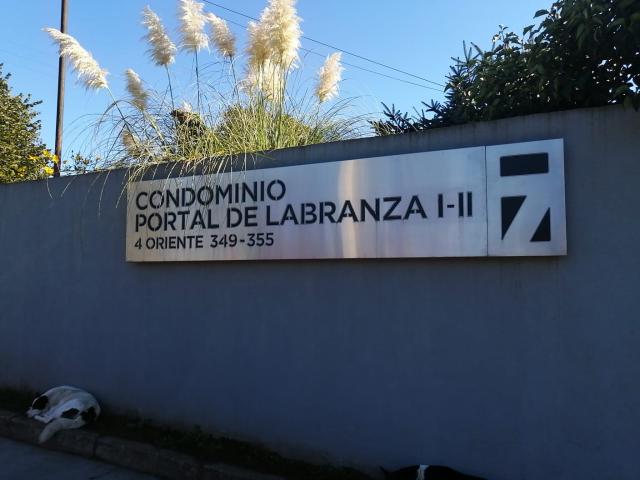 CONDOMINIO
PORTAL DE LABRANZA I-II
4 ORIENTE 349-355